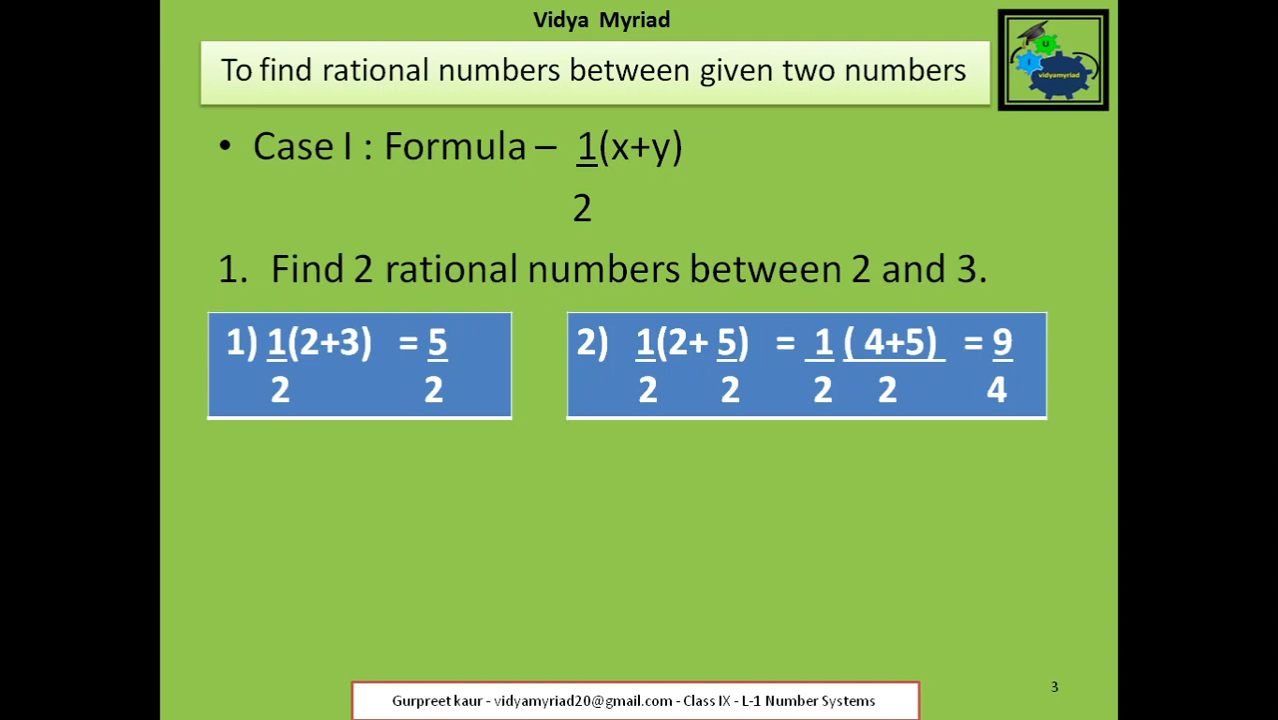 Vidya Myriad
To find rational numbers between given two numbers
U
I
vidyamyriad
• Case I : Formula – 1(x+y)
2
1. Find 2 rational numbers between 2 and 3.
1) 1(2+3) = 5
2 2
2) 1(2+ 5) = 1 ( 4+5) = 9
2 2 2 2 4
Gurpreet kaur - vidyamyriad20@gmail.com - Class IX - L-1 Number Systems
3